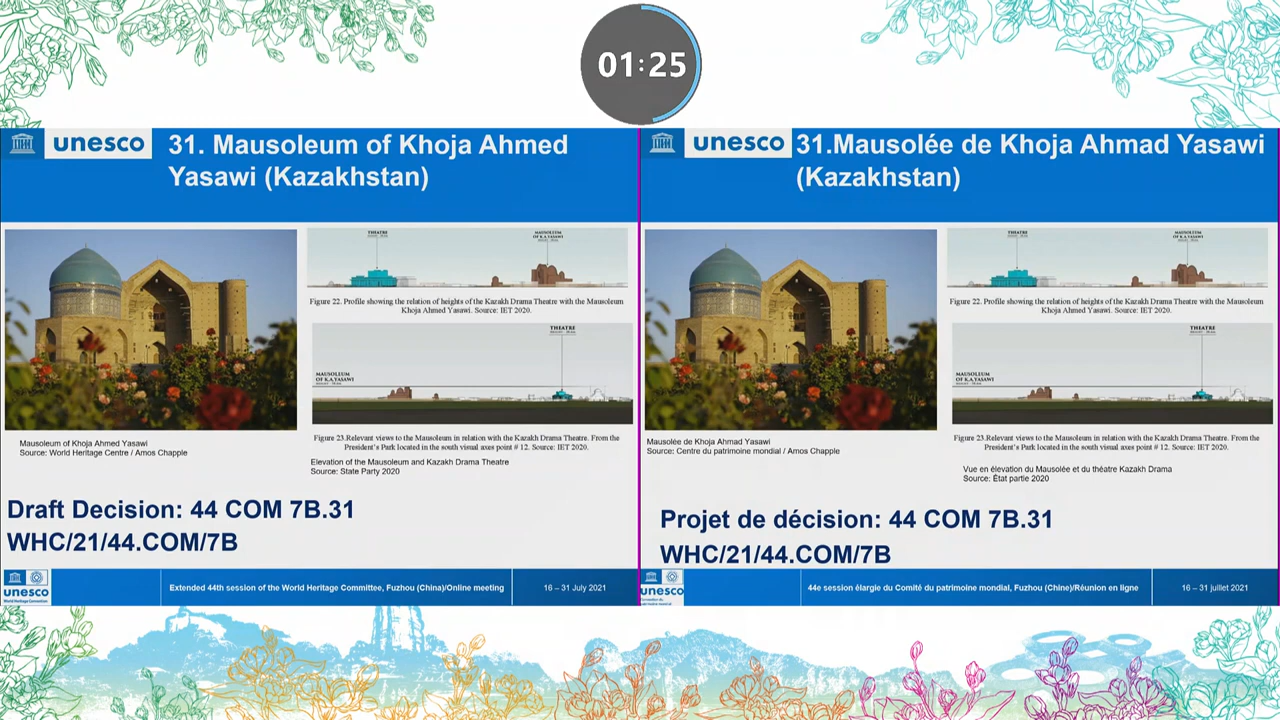 01:25
unesco
31. Mausoleum of Khoja Ahmed
Yasawi (Kazakhstan)
THEATRE
MAUSOLEUM
OF K.A.YASAWI
Figure 22. Profile showing the relation of heights of the Kazakh Drama Theatre with the Mausoleum
Khoja Ahmed Yasawi. Source: IET 2020.
THEATRE
MAUSOLEUM
OF K.A.YASAWI
Figure 23.Relevant views to the Mausoleum in relation with the Kazakh Drama Theatre. From the
President's Park located in the south visual axes point # 12. Source: IET 2020.
Mausoleum of Khoja Ahmed Yasawi
Source: World Heritage Centre / Amos Chapple
Elevation of the Mausoleum and Kazakh Drama Theatre
Source: State Party 2020
Draft Decision: 44 COM 7B.31
WHC/21/44.COM/7B
unesco
World Heritage Convention
Extended 44th session of the World Heritage Committee, Fuzhou (China)/Online meeting
16 – 31 July 2021
unesco
31.Mausolée de Khoja Ahmad Yasawi
(Kazakhstan)
THEATRE
MAUSOLEUM
OF K.A.YASAWI
Figure 22. Profile showing the relation of heights of the Kazakh Drama Theatre with the Mausoleum
Khoja Ahmed Yasawi. Source: IET 2020.
THEATRE
MAUSOLEUM
OF K.A.YASAWI
Figure 23.Relevant views to the Mausoleum in relation with the Kazakh Drama Theatre. From the
President's Park located in the south visual axes point # 12. Source: IET 2020.
Mausolée de Khoja Ahmad Yasawi
Source: Centre du patrimoine mondial / Amos Chapple
Vue en élevation du Mausolée et du théatre Kazakh Drama
Source: État partie 2020
Projet de décision: 44 COM 7B.31
WHC/21/44.COM/7B
unesco
44e session élargie du Comité du patrimoine mondial, Fuzhou (Chine)/Réunion en ligne
16 – 31 juillet 2021